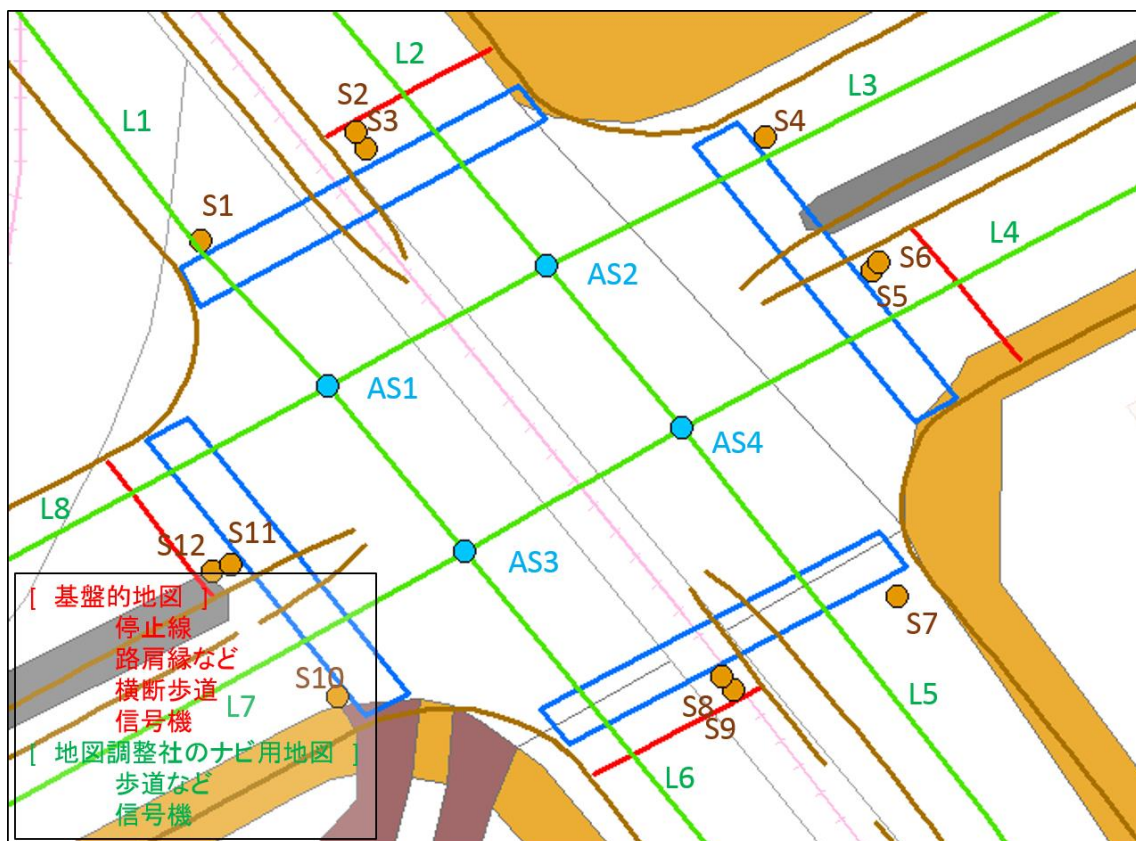 L2
L3
L1
S2
S3
S4
S1
L4
S6
AS2
S5
AS1
AS4
L8
S12
S11
AS3
[ 基盤的地図 ]
停止線
路肩縁など
横断歩道
信号機
[ 地図調整社のナビ用地図 ]
歩道など
信号機
S10
L7
S7
S8
S9
L5
L6